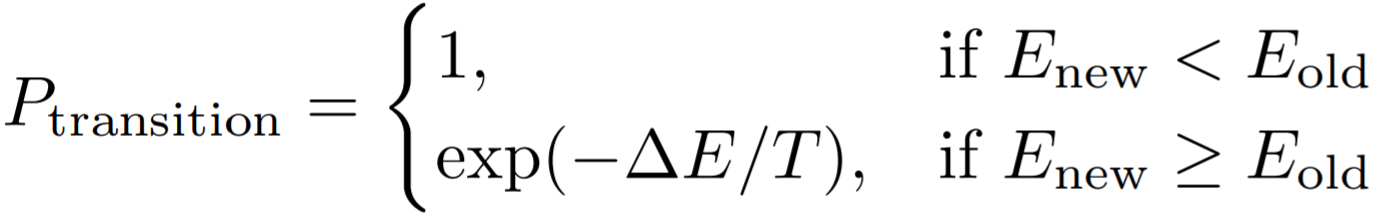 P_transition = { 1, if E_new < E_old
exp(−ΔE/T), if E_new ≥ E_old